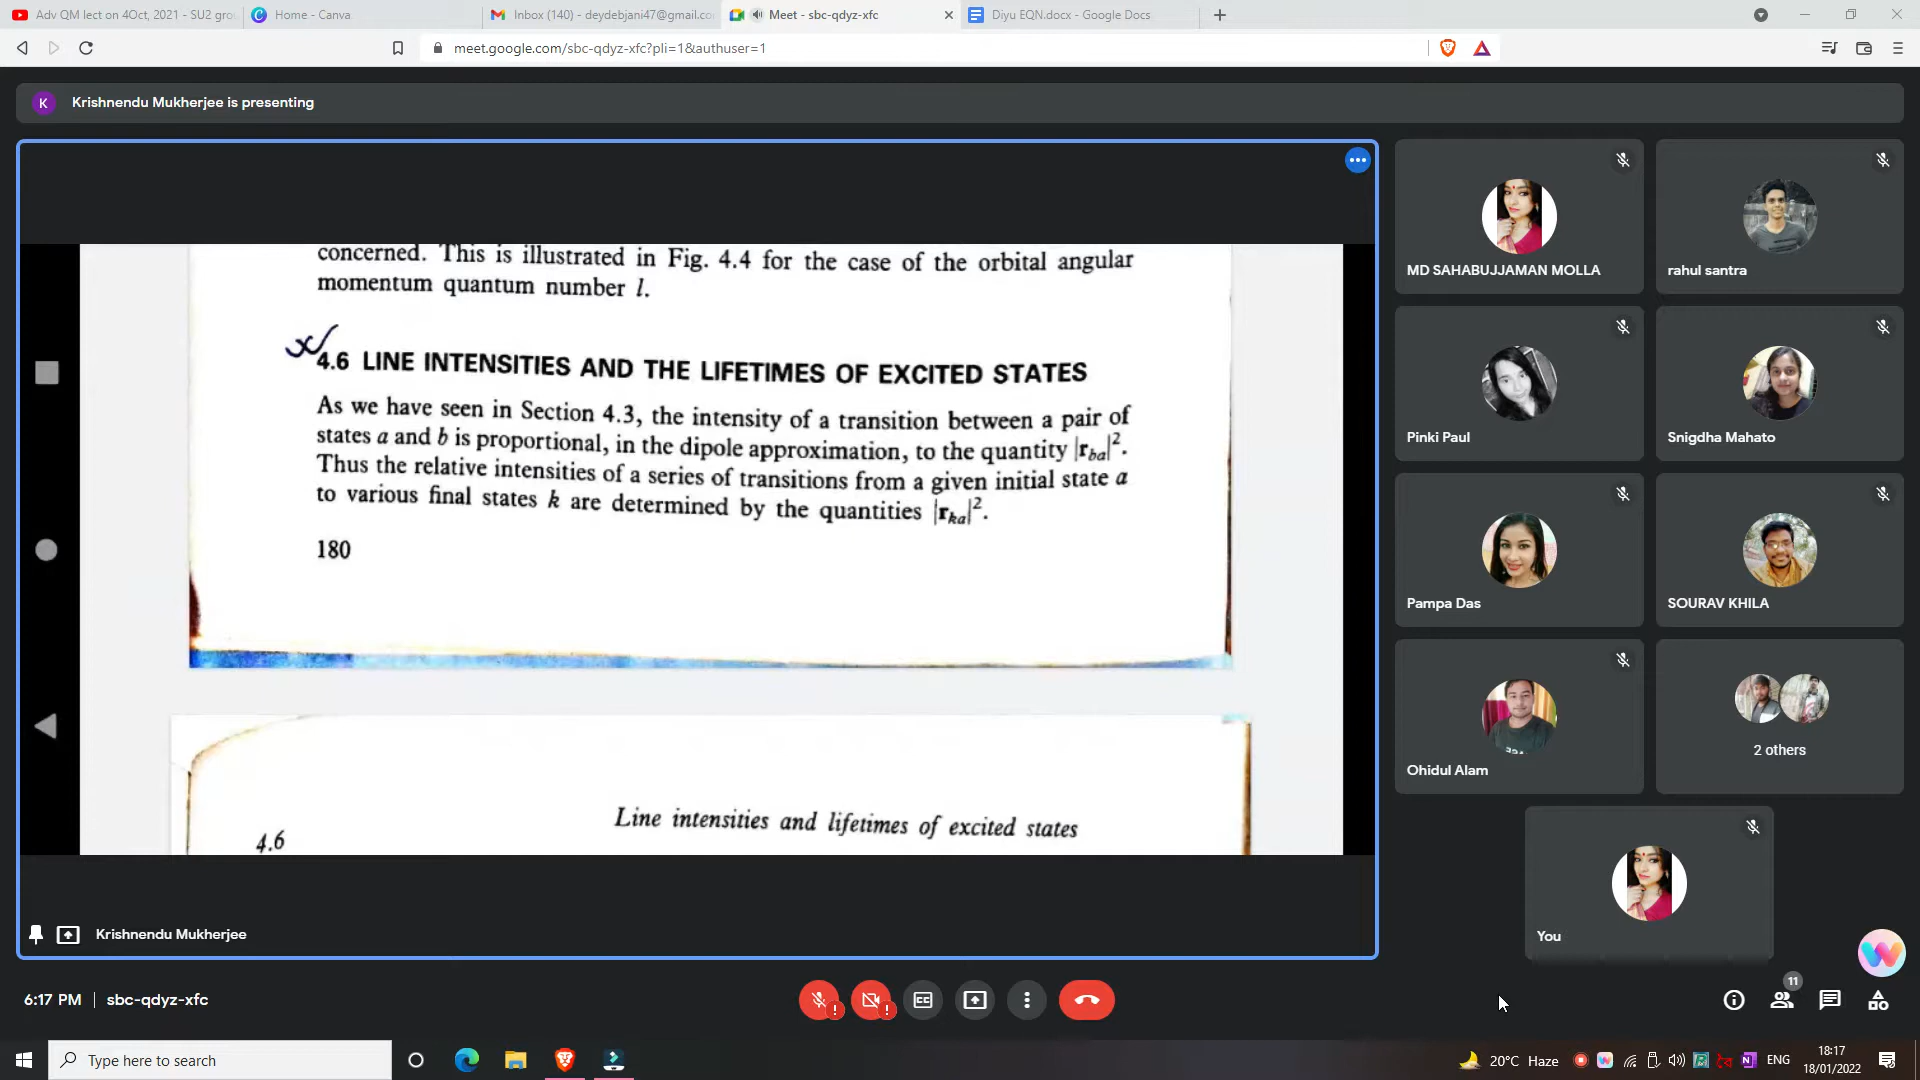 Adv QM lect on 4Oct, 2021 - SU2 gro
Home - Canva
Inbox (140) - deydebjani47@gmail.co
Meet - sbc-qdyz-xfc
Diyu EQN.docx - Google Docs
meet.google.com/sbc-qdyz-xfc?pli=1&authuser=1
K
Krishnendu Mukherjee is presenting
concerned. This is illustrated in Fig. 4.4 for the case of the orbital angular
momentum quantum number l.
4.6 LINE INTENSITIES AND THE LIFETIMES OF EXCITED STATES
As we have seen in Section 4.3, the intensity of a transition between a pair of
states a and b is proportional, in the dipole approximation, to the quantity |r_ba|².
Thus the relative intensities of a series of transitions from a given initial state a
to various final states k are determined by the quantities |r_ka|².
180
4.6
Line intensities and lifetimes of excited states
Krishnendu Mukherjee
MD SAHABUJJAMAN MOLLA
rahul santra
Pinki Paul
Snigdha Mahato
Pampa Das
SOURAV KHILA
Ohidul Alam
2 others
You
6:17 PM | sbc-qdyz-xfc
CC
11
Type here to search
20°C Haze
ENG
18:17
18/01/2022